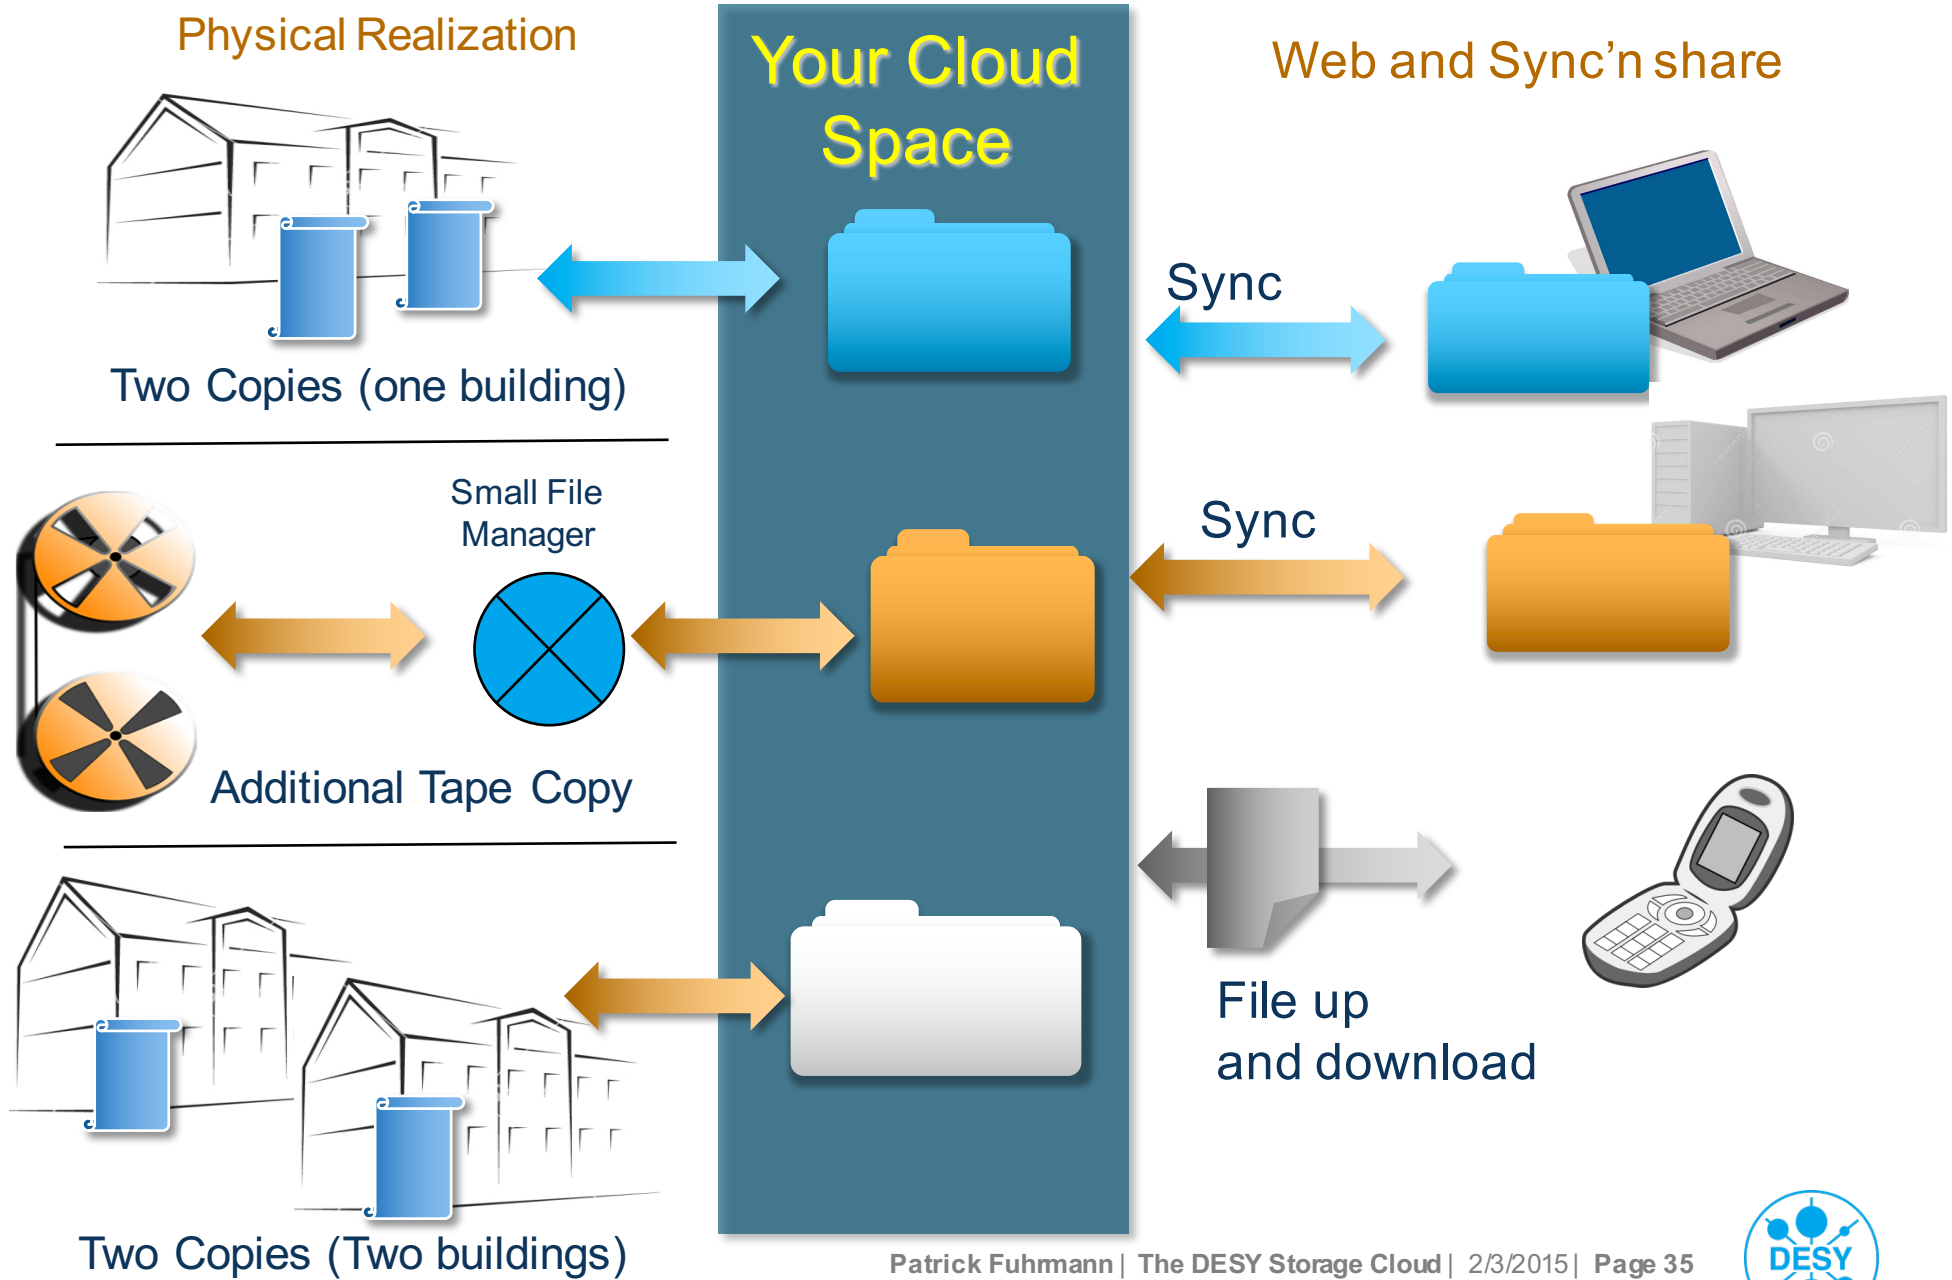 Physical Realization
Your Cloud
Space
Web and Sync'n share
Two Copies (one building)
Sync
Small File
Manager
Sync
Additional Tape Copy
File up
and download
Two Copies (Two buildings)
Patrick Fuhrmann | The DESY Storage Cloud | 2/3/2015 | Page 35
DESY